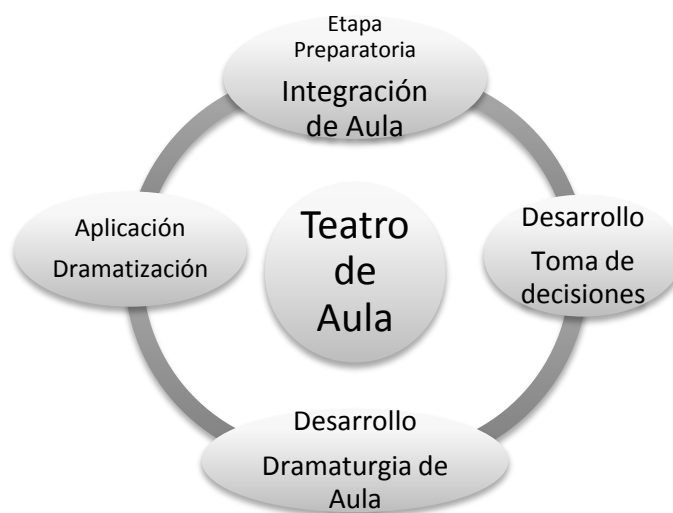 Etapa
Preparatoria
Integración
de Aula
Aplicación
Dramatización
Teatro
de
Aula
Desarrollo
Toma de
decisiones
Desarrollo
Dramaturgia de
Aula